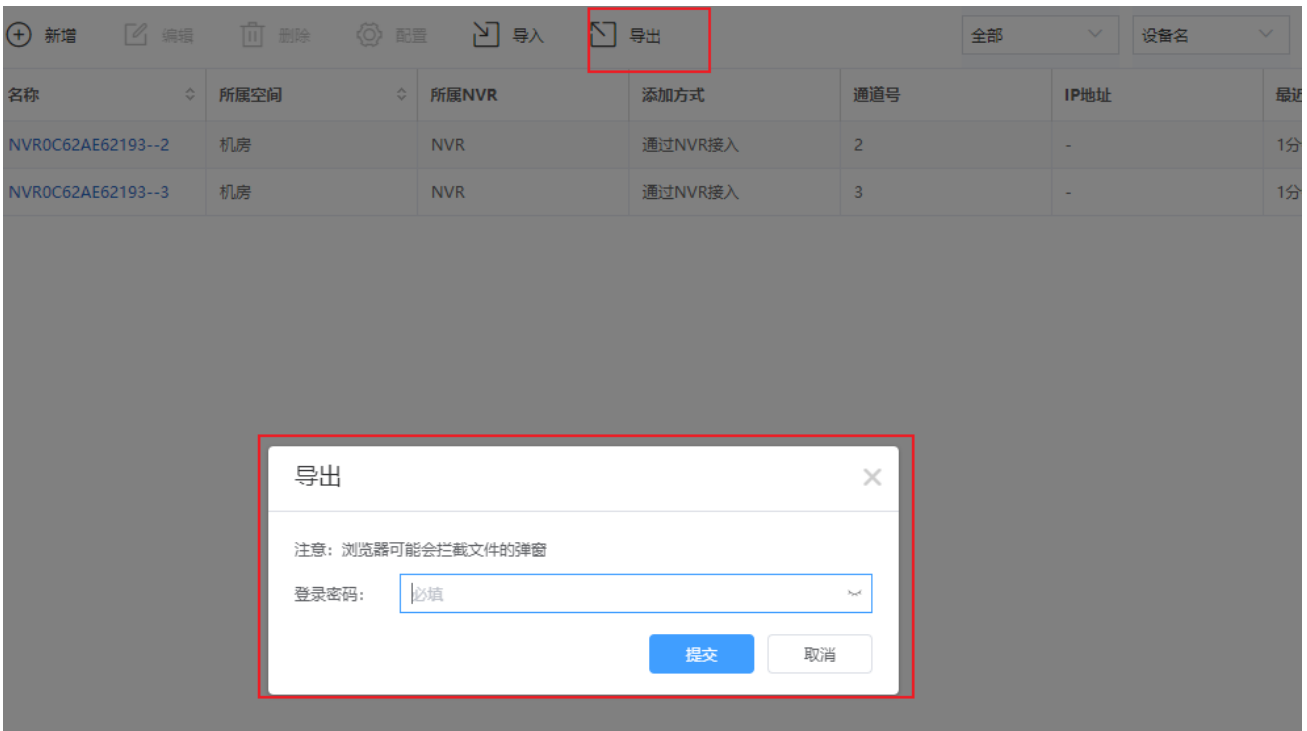 新增 编辑 删除 配置 导入 导出 全部 设备名
名称 所属空间 所属NVR 添加方式 通道号 IP地址 最近
NVR0C62AE62193--2 机房 NVR 通过NVR接入 2 - 1分
NVR0C62AE62193--3 机房 NVR 通过NVR接入 3 - 1分
导出
注意：浏览器可能会拦截文件的弹窗
登录密码： 必填
提交 取消